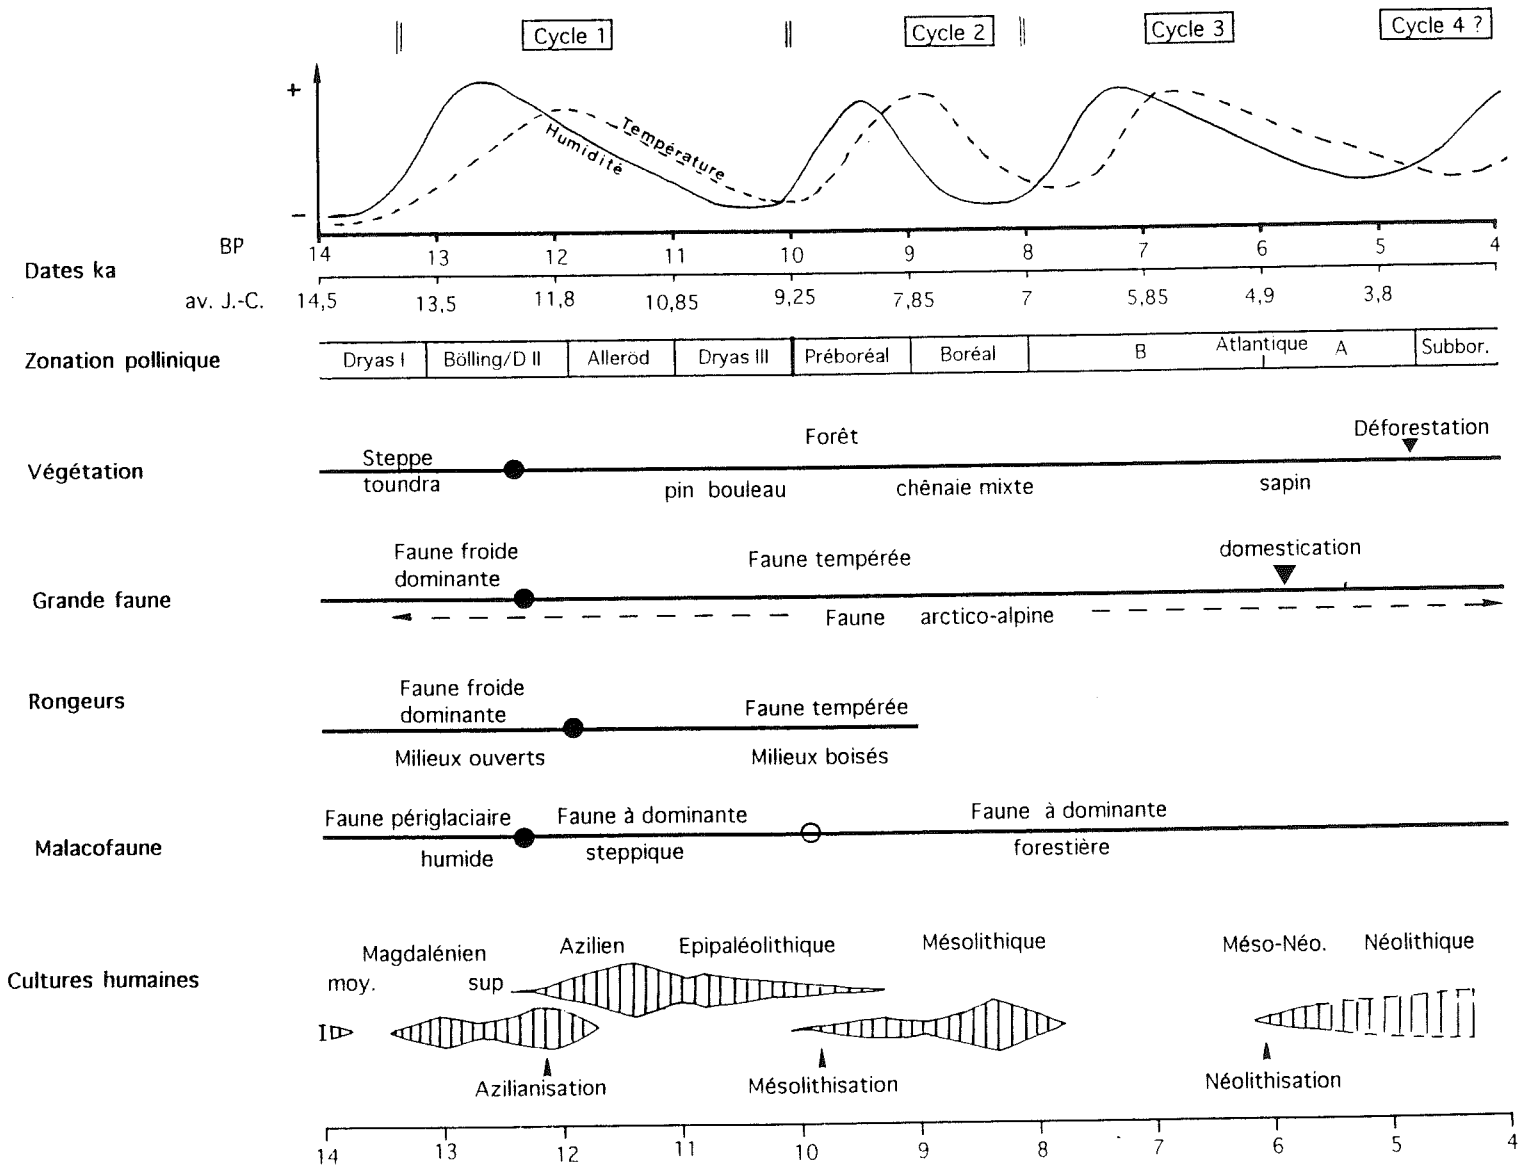 Cycle 1 Cycle 2 Cycle 3 Cycle 4 ?
+
Température
Humidité
–
BP 14 13 12 11 10 9 8 7 6 5 4
Dates ka
av. J.-C. 14,5 13,5 11,8 10,85 9,25 7,85 7 5,85 4,9 3,8
Zonation pollinique Dryas I Bölling/D II Alleröd Dryas III Préboréal Boréal B Atlantique A Subbor.
Forêt Déforestation
Végétation Steppe
toundra pin bouleau chênaie mixte sapin
Faune froide Faune tempérée domestication
dominante
Grande faune
Faune arctico-alpine
Faune froide
Rongeurs dominante Faune tempérée
Milieux ouverts Milieux boisés
Faune périglaciaire Faune à dominante Faune à dominante
Malacofaune humide steppique forestière
Magdalénien Azilien Epipaléolithique Mésolithique Méso-Néo. Néolithique
Cultures humaines moy. sup
Azilianisation Mésolithisation Néolithisation
14 13 12 11 10 9 8 7 6 5 4